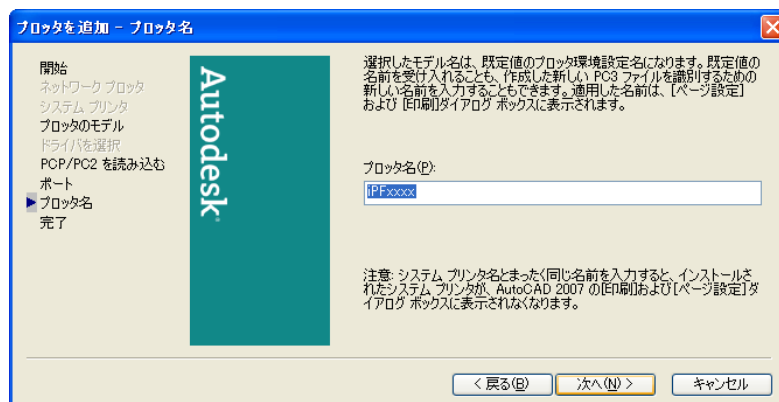 プロッタを追加 - プロッタ名
開始
ネットワーク プロッタ
システム プリンタ
プロッタのモデル
ドライバを選択
PCP/PC2 を読み込む
ポート
プロッタ名
完了
Autodesk
選択したモデル名は、既定値のプロッタ環境設定名になります。既定値の
名前を受け入れることも、作成した新しい PC3 ファイルを識別するための
新しい名前を入力することもできます。適用した名前は、[ページ設定]
および [印刷]ダイアログ ボックスに表示されます。
プロッタ名(P):
iPFxxxx
注意: システム プリンタ名とまったく同じ名前を入力すると、インストールさ
れたシステム プリンタが、AutoCAD 2007 の[印刷]および[ページ設定]ダ
イアログ ボックスに表示されなくなります。
< 戻る(B)
次へ(N) >
キャンセル